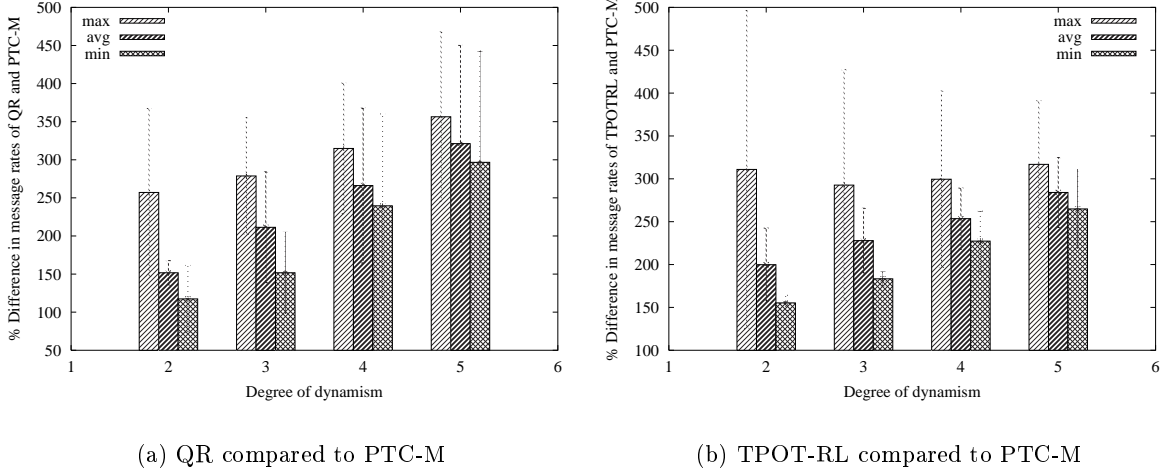 % Difference in message rates of QR and PTC-M
500
450
400
350
300
250
200
150
100
50
max
avg
min
1
2
3
4
5
6
Degree of dynamism
(a) QR compared to PTC-M
% Difference in message rates of TPOTRL and PTC-M
500
450
400
350
300
250
200
150
100
max
avg
min
1
2
3
4
5
6
Degree of dynamism
(b) TPOT-RL compared to PTC-M